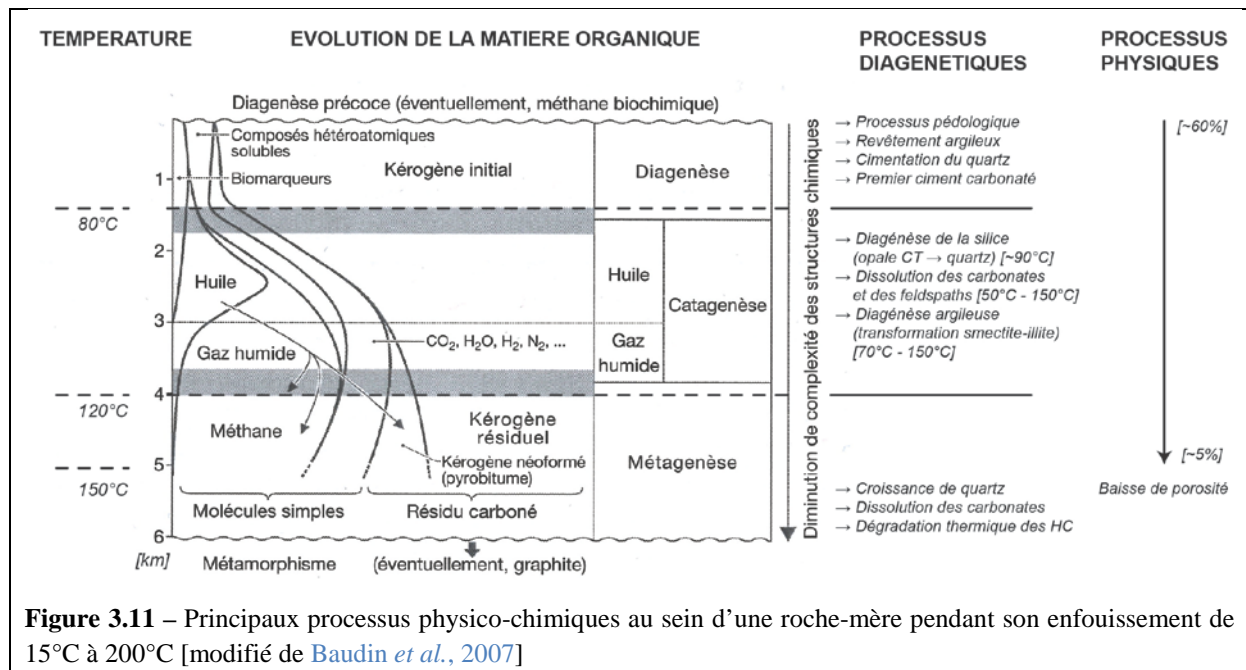 TEMPERATURE
EVOLUTION DE LA MATIERE ORGANIQUE
PROCESSUS
DIAGENETIQUES
PROCESSUS
PHYSIQUES
Diagenèse précoce (éventuellement, méthane biochimique)
Composés hétéroatomiques
solubles
Biomarqueurs
Kérogène initial
Diagenèse
1
80°C
2
Huile
3
Gaz humide
CO₂, H₂O, H₂, N₂, ...
Huile
Catagenèse
Gaz
humide
4
120°C
Méthane
Kérogène
résiduel
Kérogène néoformé
(pyrobitume)
Métagenèse
5
150°C
Molécules simples
Résidu carboné
6
[km]
Métamorphisme
(éventuellement, graphite)
Diminution de complexité des structures chimiques
→ Processus pédologique
→ Revêtement argileux
→ Cimentation du quartz
→ Premier ciment carbonaté
→ Diagénèse de la silice
(opale CT → quartz) [~90°C]
→ Dissolution des carbonates
et des feldspaths [50°C - 150°C]
→ Diagénèse argileuse
(transformation smectite-illite)
[70°C - 150°C]
→ Croissance de quartz
→ Dissolution des carbonates
→ Dégradation thermique des HC
[~60%]
[~5%]
Baisse de porosité
Figure 3.11 – Principaux processus physico-chimiques au sein d'une roche-mère pendant son enfouissement de
15°C à 200°C [modifié de Baudin et al., 2007]